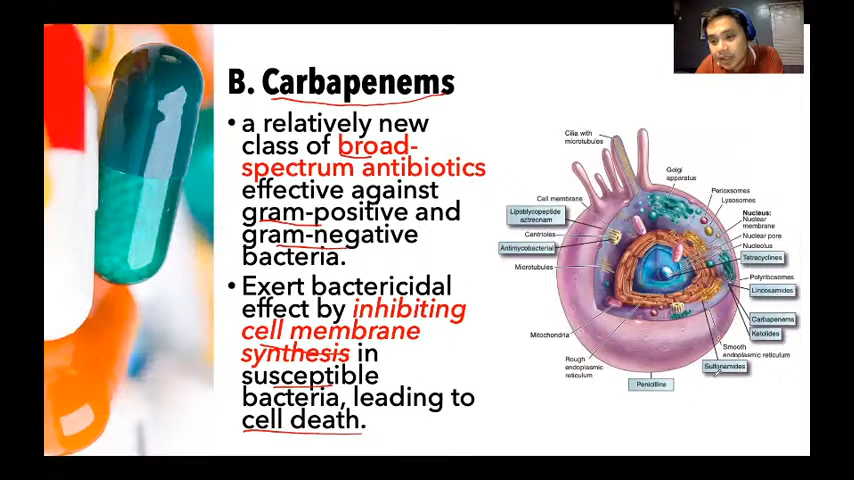 B. Carbapenems
• a relatively new
class of broad-
spectrum antibiotics
effective against
gram-positive and
gram-negative
bacteria.
• Exert bactericidal
effect by inhibiting
cell membrane
synthesis in
susceptible
bacteria, leading to
cell death.
Cilia with
microtubules
Golgi
apparatus
Perioxsomes
Lysosomes
Cell membrane
Nucleus:
Nuclear
membrane
Lipoblycopeptide
aztreonam
Nuclear pore
Centrioles
Nucleolus
Antimycobacterial
Tetracyclines
Microtubules
Polyribosomes
Lincosamides
Carbapenems
Mitochondria
Ketolides
Smooth
endoplasmic reticulum
Rough
endoplasmic
reticulum
Sulfonamides
Penicillins